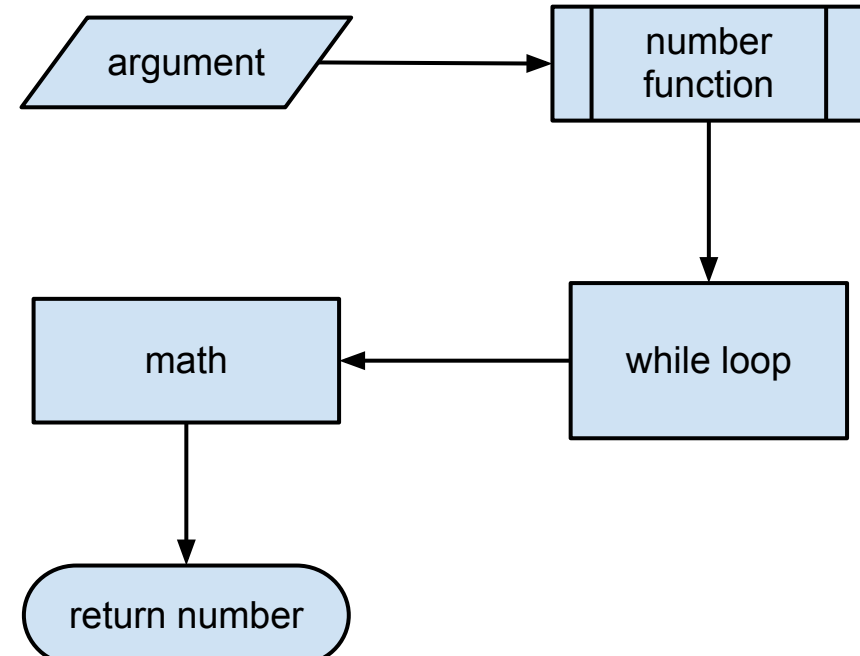 argument
number
function
while loop
math
return number